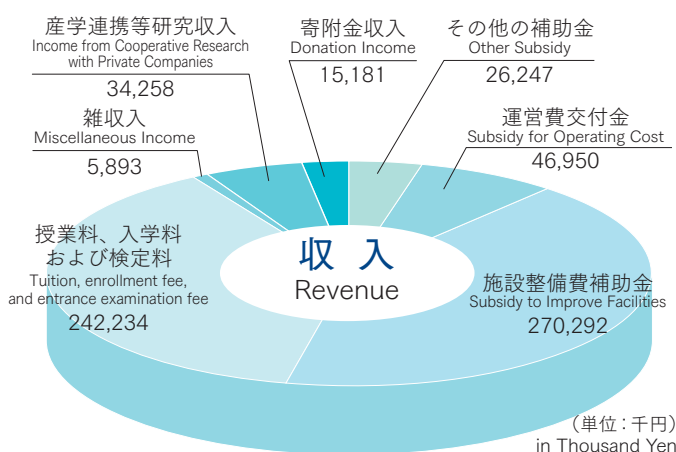 産学連携等研究収入
Income from Cooperative Research
with Private Companies
34,258
寄附金収入
Donation Income
15,181
その他の補助金
Other Subsidy
26,247
雑収入
Miscellaneous Income
5,893
運営費交付金
Subsidy for Operating Cost
46,950
授業料、入学料
および検定料
Tuition, enrollment fee,
and entrance examination fee
242,234
収 入
Revenue
施設整備費補助金
Subsidy to Improve Facilities
270,292
（単位：千円）
in Thousand Yen